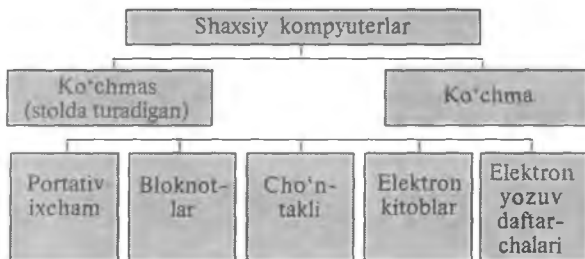 Shaxsiy kompyuterlar
Ko‘chmas
(stolda turadigan)
Ko‘chma
Portativ
ixcham
Bloknot-
lar
Cho‘n-
takli
Elektron
kitoblar
Elektron
yozuv
daftar-
chalari